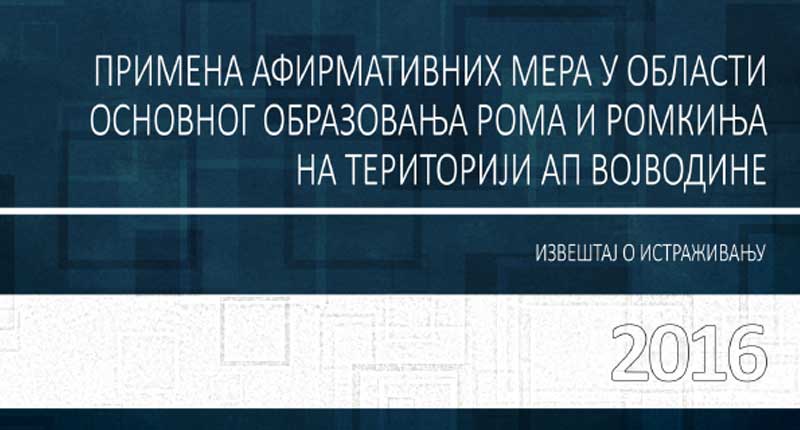 ПРИМЕНА АФИРМАТИВНИХ МЕРА У ОБЛАСТИ
ОСНОВНОГ ОБРАЗОВАЊА РОМА И РОМКИЊА
НА ТЕРИТОРИЈИ АП ВОЈВОДИНЕ
ИЗВЕШТАЈ О ИСТРАЖИВАЊУ
2016